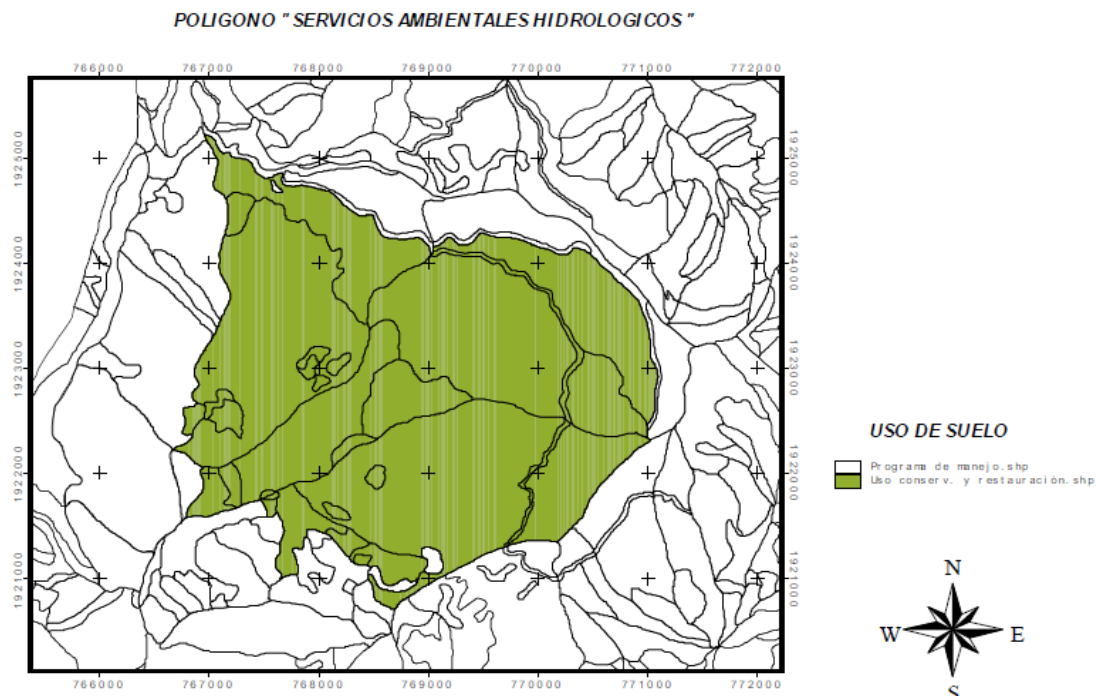 POLIGONO " SERVICIOS AMBIENTALES HIDROLOGICOS "
766000 767000 768000 769000 770000 771000 772000
1925000 1925000
1924000 1924000
1923000 1923000
1922000 1922000
1921000 1921000
766000 767000 768000 769000 770000 771000 772000
USO DE SUELO
Programa de manejo.shp
Uso conserv. y restauración.shp
N
W E
S